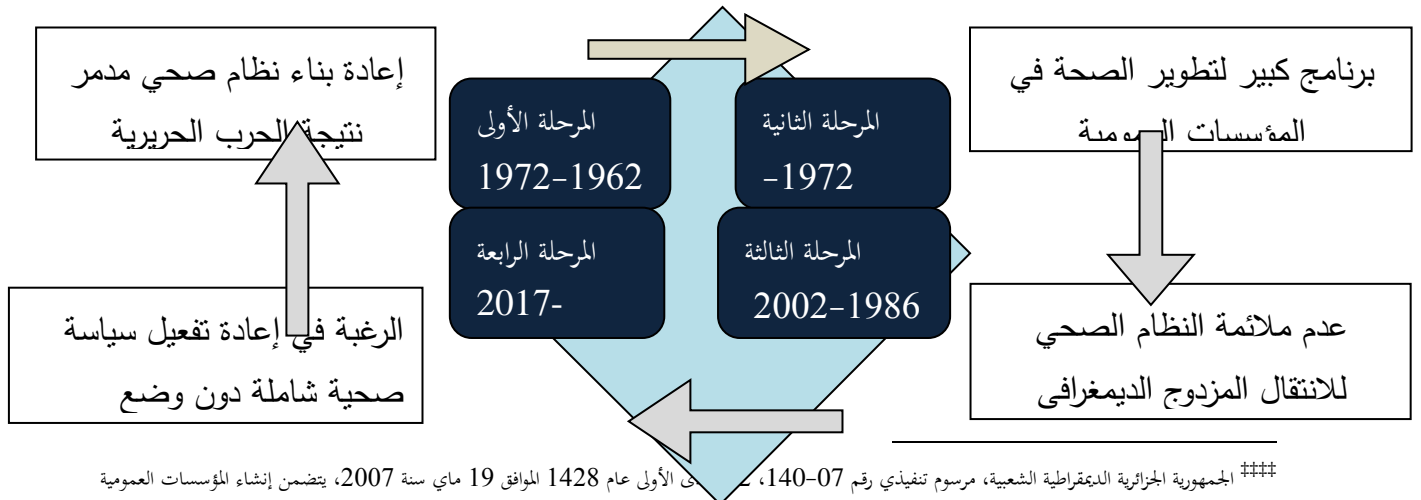 برنامج كبير لتطوير الصحة في
المؤسسات العمومية
المرحلة الثانية
1972-
المرحلة الأولى
1962-1972
إعادة بناء نظام صحي مدمر
نتيجة الحرب الحريرية
عدم ملائمة النظام الصحي
للانتقال المزدوج الديمغرافي
المرحلة الثالثة
1986-2002
المرحلة الرابعة
-2017
الرغبة في إعادة تفعيل سياسة
صحية شاملة دون وضع
‡‡‡‡ الجمهورية الجزائرية الديمقراطية الشعبية، مرسوم تنفيذي رقم 07-140، الأولى عام 1428 الموافق 19 ماي سنة 2007، يتضمن إنشاء المؤسسات العمومية